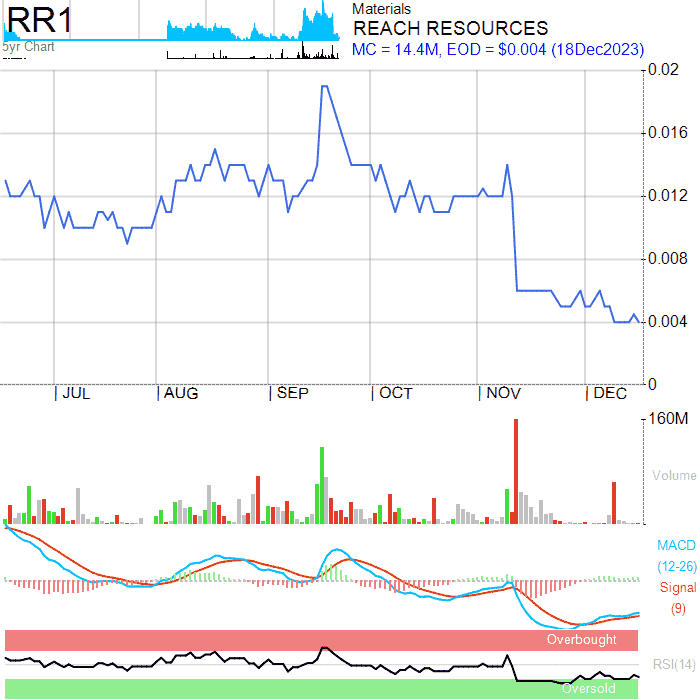 RR1
5yr Chart
Materials
REACH RESOURCES
MC = 14.4M, EOD = $0.004 (18Dec2023)
0.02
0.016
0.012
0.008
0.004
0
JUL
AUG
SEP
OCT
NOV
DEC
160M
Volume
MACD
(12-26)
Signal
(9)
Overbought
RSI(14)
Oversold